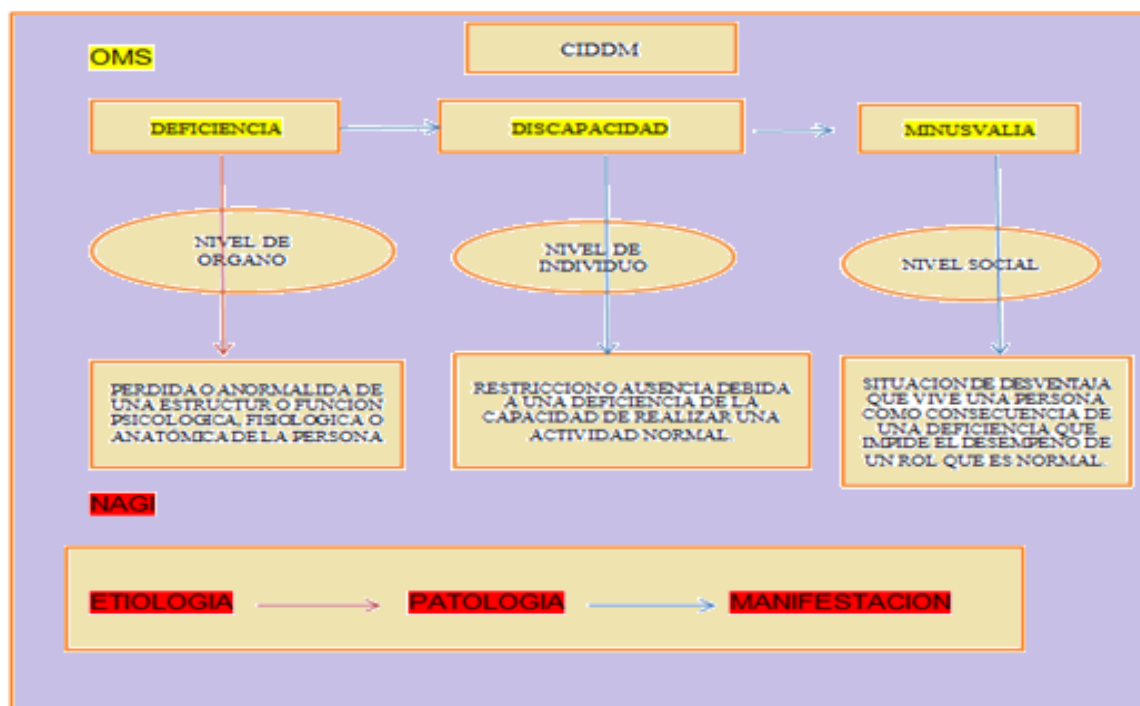 OMS
CIDDM
DEFICIENCIA
DISCAPACIDAD
MINUSVALIA
NIVEL DE
ORGANO
NIVEL DE
INDIVIDUO
NIVEL SOCIAL
PERDIDA O ANORMALIDA DE
UNA ESTRUCTUR O FUNCIÓN
PSICOLOGICA, FISIOLOGICA O
ANATÓMICA DE LA PERSONA
RESTRICCION O AUSENCIA DEBIDA
A UNA DEFICIENCIA DE LA
CAPACIDAD DE REALIZAR UNA
ACTIVIDAD NORMAL.
SITUACION DE DESVENTAJA
QUE VIVE UNA PERSONA
COMO CONSECUENCIA DE
UNA DEFICIENCIA QUE
IMPIDE EL DESEMPEÑO DE
UN ROL QUE ES NORMAL.
NAGI
ETIOLOGIA
PATOLOGIA
MANIFESTACION